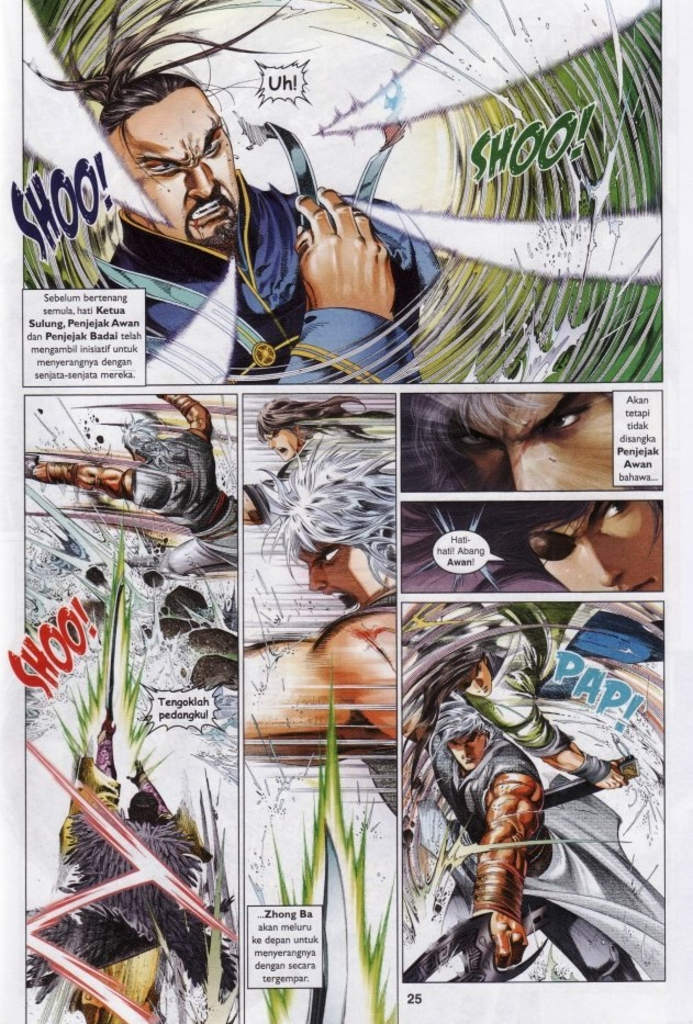 Uh!
SHOO!
SHOO!
Sebelum bertenang
semula, hati Ketua
Sulung, Penjejak Awan
dan Penjejak Badai telah
mengambil inisiatif untuk
menyerangnya dengan
senjata-senjata mereka.
SHOO!
Tengoklah
pedangku!
...Zhong Ba
akan meluru
ke depan untuk
menyerangnya
dengan secara
tergempar.
Akan
tetapi
tidak
disangka
Penjejak
Awan
bahawa...
Hati-
hati! Abang
Awan!
PAP!
25